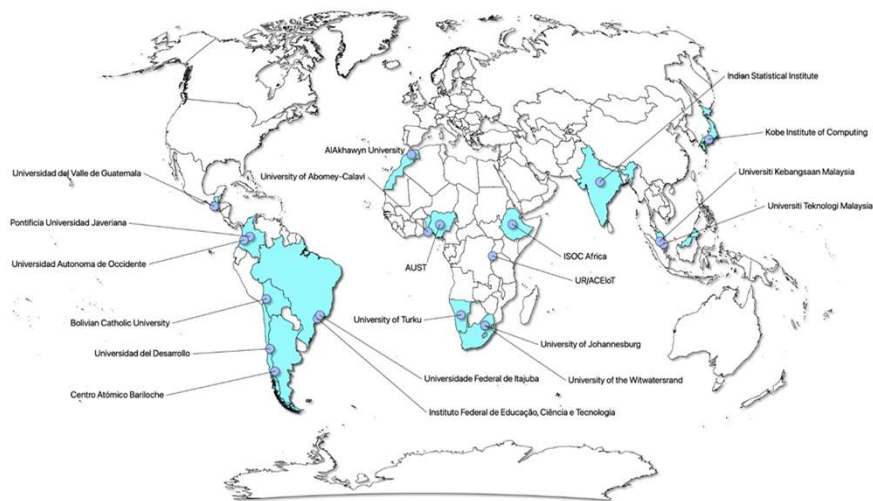 Indian Statistical Institute
Kobe Institute of Computing
AlAkhawyn University
Universidad del Valle de Guatemala
University of Abomey-Calavi
Universiti Kebangsaan Malaysia
Universiti Teknologi Malaysia
Pontificia Universidad Javeriana
Universidad Autonoma de Occidente
ISOC Africa
AUST
UR/ACEIoT
Bolivian Catholic University
University of Turku
University of Johannesburg
Universidad del Desarrollo
Universidade Federal de Itajuba
University of the Witwatersrand
Centro Atómico Bariloche
Instituto Federal de Educação, Ciência e Tecnologia